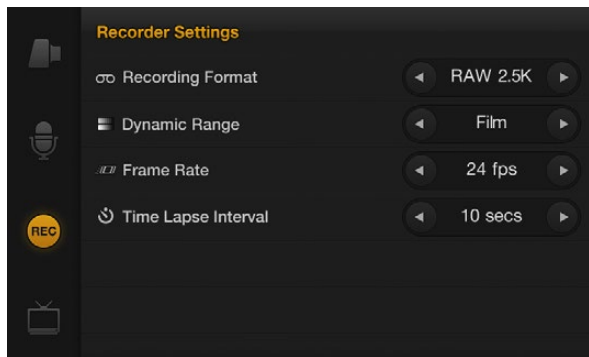 Recorder Settings
Recording Format RAW 2.5K
Dynamic Range Film
Frame Rate 24 fps
Time Lapse Interval 10 secs
REC